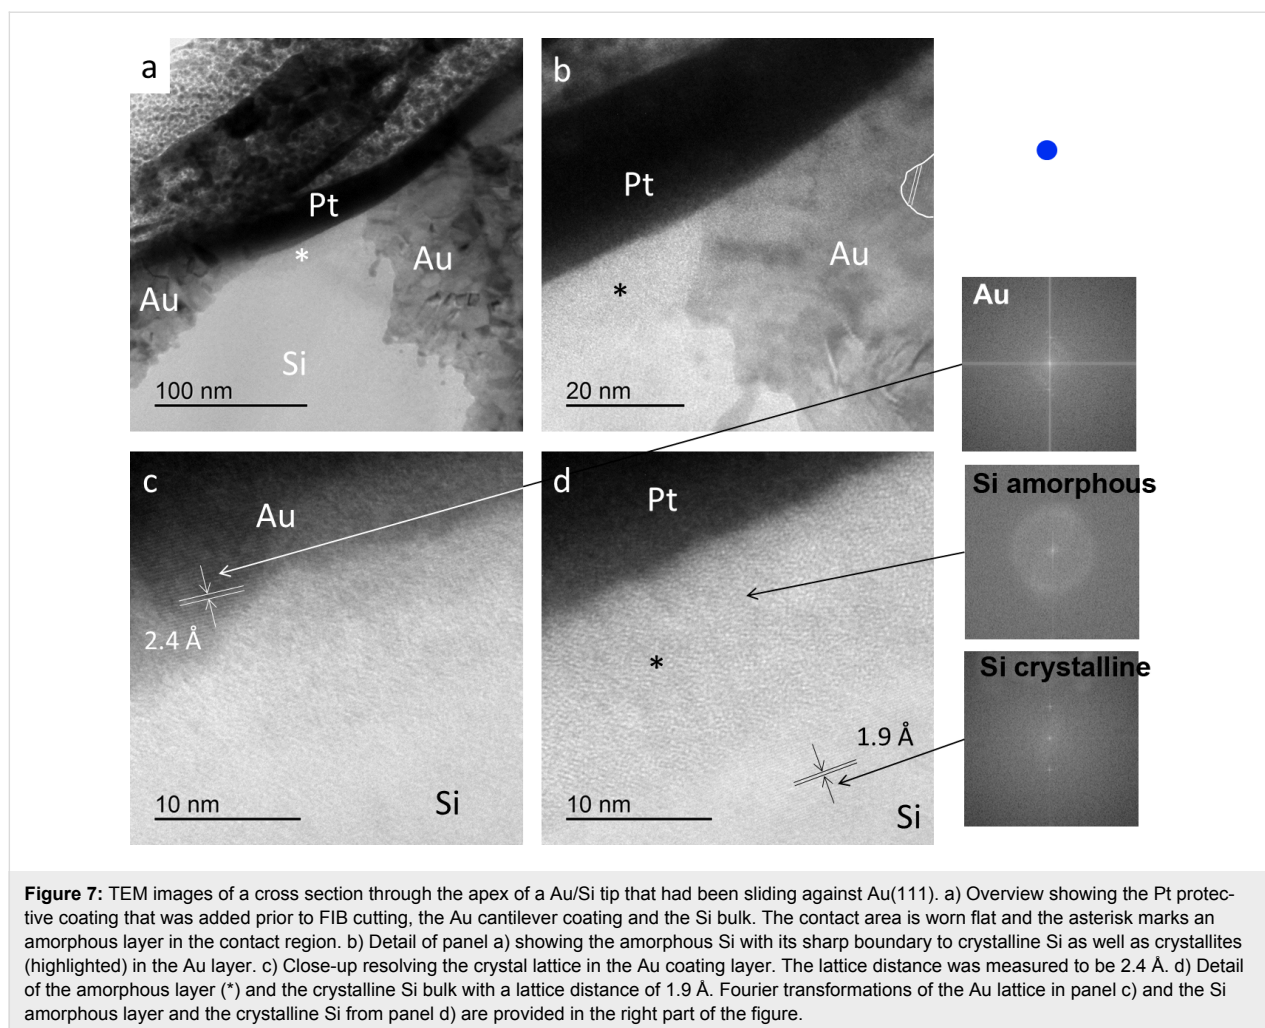 a
Pt
*
Au
Au
Si
100 nm
b
Pt
Au
*
20 nm
Au
c
Au
2.4 Å
10 nm
Si
d
Pt
*
1.9 Å
10 nm
Si
Si amorphous
Si crystalline
Figure 7: TEM images of a cross section through the apex of a Au/Si tip that had been sliding against Au(111). a) Overview showing the Pt protec-
tive coating that was added prior to FIB cutting, the Au cantilever coating and the Si bulk. The contact area is worn flat and the asterisk marks an
amorphous layer in the contact region. b) Detail of panel a) showing the amorphous Si with its sharp boundary to crystalline Si as well as crystallites
(highlighted) in the Au layer. c) Close-up resolving the crystal lattice in the Au coating layer. The lattice distance was measured to be 2.4 Å. d) Detail
of the amorphous layer (*) and the crystalline Si bulk with a lattice distance of 1.9 Å. Fourier transformations of the Au lattice in panel c) and the Si
amorphous layer and the crystalline Si from panel d) are provided in the right part of the figure.